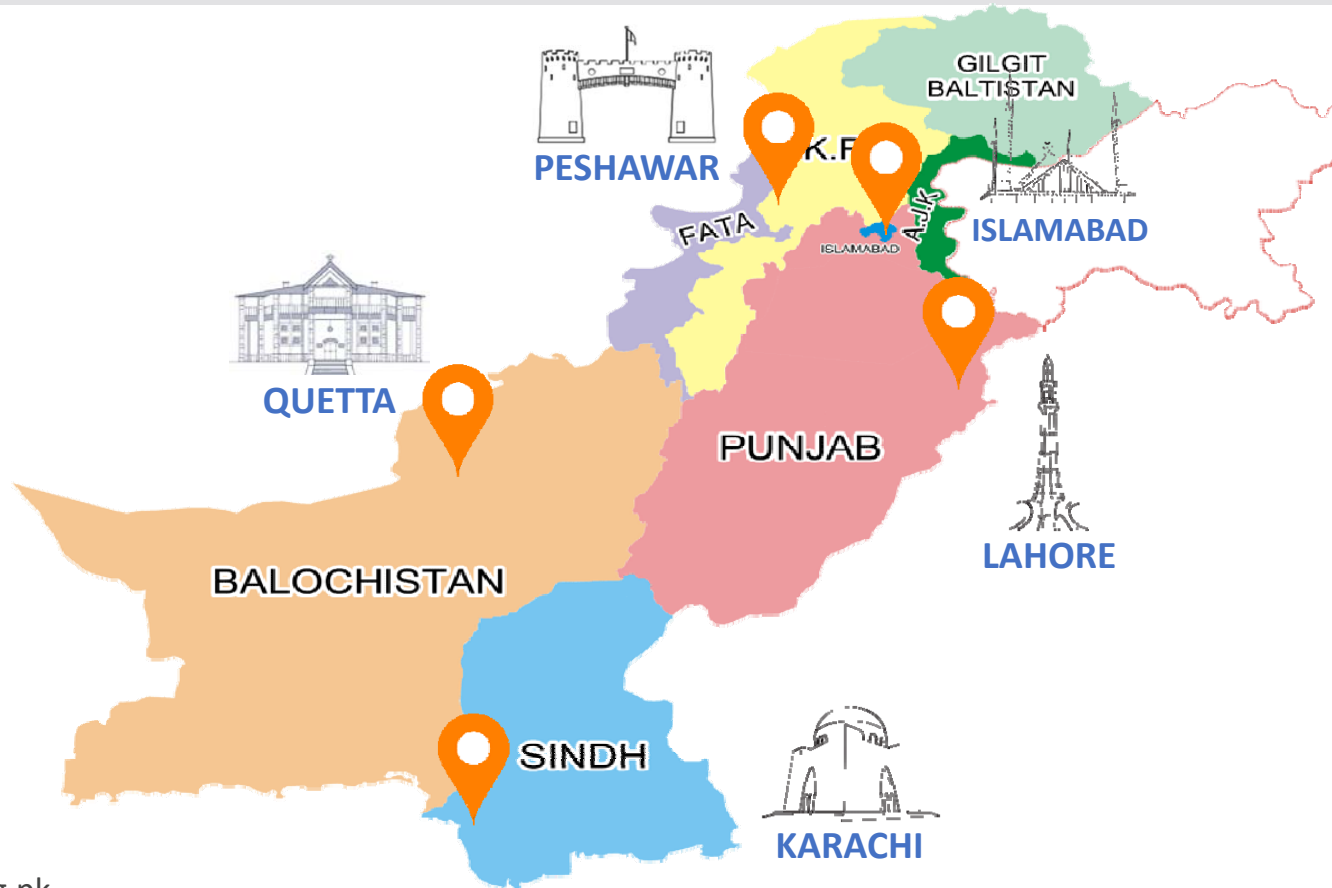 GILGIT
BALTISTAN
PESHAWAR
FATA
A.J.K
ISLAMABAD
ISLAMABAD
QUETTA
PUNJAB
LAHORE
BALOCHISTAN
SINDH
KARACHI